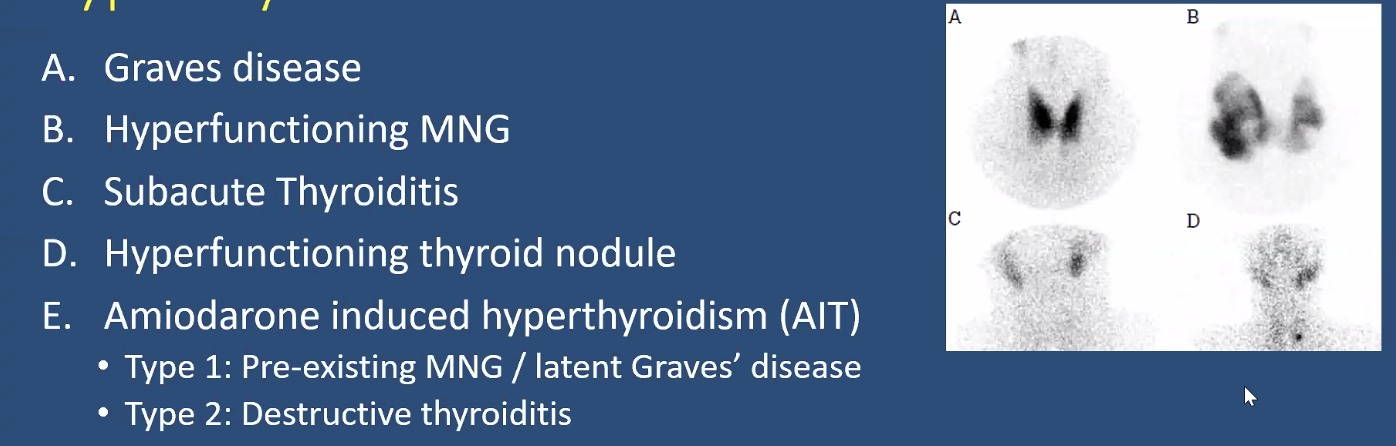 A. Graves disease
B. Hyperfunctioning MNG
C. Subacute Thyroiditis
D. Hyperfunctioning thyroid nodule
E. Amiodarone induced hyperthyroidism (AIT)
• Type 1: Pre-existing MNG / latent Graves’ disease
• Type 2: Destructive thyroiditis
A B
C D